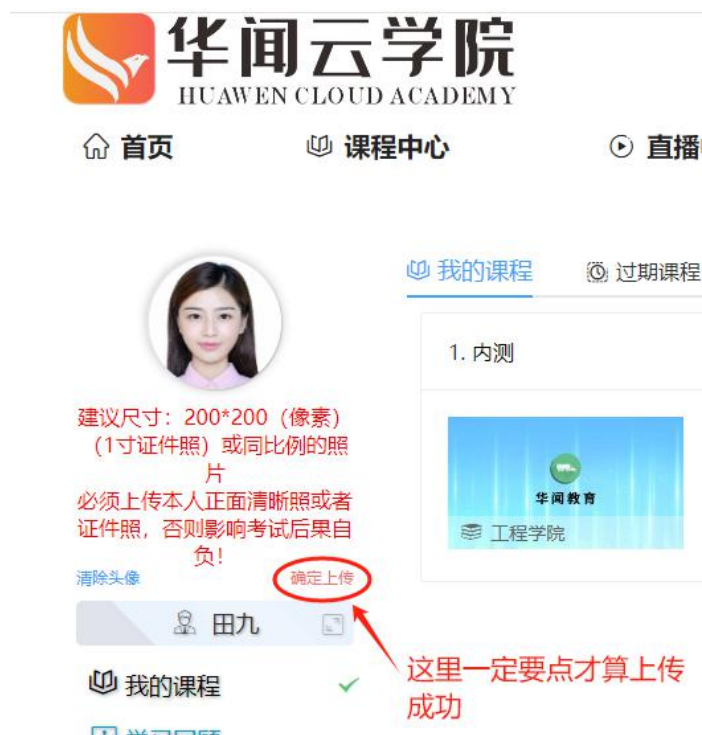 华闻云学院
HUAWEN CLOUD ACADEMY
首页
课程中心
直播
我的课程
过期课程
1. 内测
建议尺寸：200*200（像素）
（1寸证件照）或同比例的照
片
必须上传本人正面清晰照或者
证件照，否则影响考试后果自
负！
华闻教育
工程学院
清除头像
确定上传
田九
我的课程
这里一定要点才算上传
成功